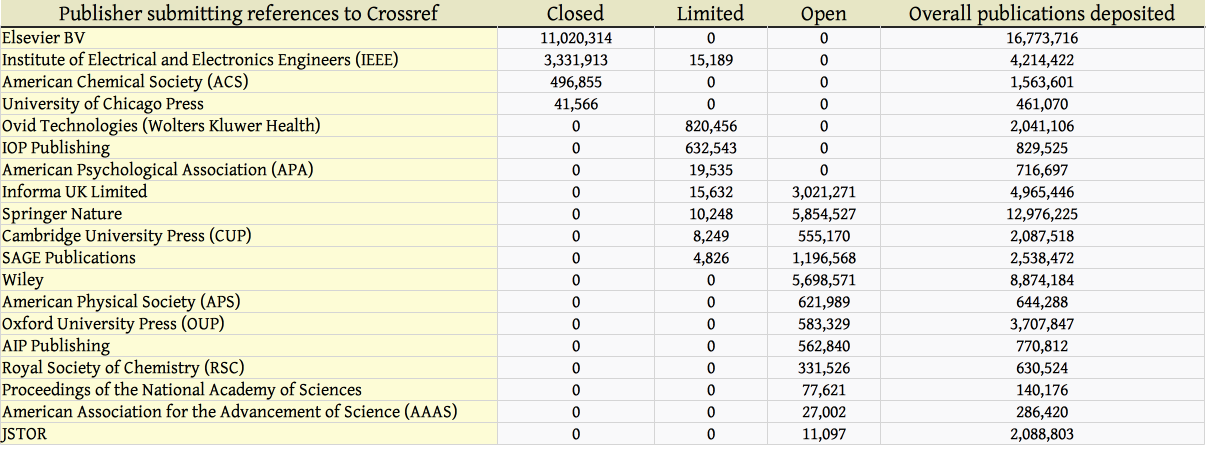 Publisher submitting references to Crossref Closed Limited Open Overall publications deposited
Elsevier BV 11,020,314 0 0 16,773,716
Institute of Electrical and Electronics Engineers (IEEE) 3,331,913 15,189 0 4,214,422
American Chemical Society (ACS) 496,855 0 0 1,563,601
University of Chicago Press 41,566 0 0 461,070
Ovid Technologies (Wolters Kluwer Health) 0 820,456 0 2,041,106
IOP Publishing 0 632,543 0 829,525
American Psychological Association (APA) 0 19,535 0 716,697
Informa UK Limited 0 15,632 3,021,271 4,965,446
Springer Nature 0 10,248 5,854,527 12,976,225
Cambridge University Press (CUP) 0 8,249 555,170 2,087,518
SAGE Publications 0 4,826 1,196,568 2,538,472
Wiley 0 0 5,698,571 8,874,184
American Physical Society (APS) 0 0 621,989 644,288
Oxford University Press (OUP) 0 0 583,329 3,707,847
AIP Publishing 0 0 562,840 770,812
Royal Society of Chemistry (RSC) 0 0 331,526 630,524
Proceedings of the National Academy of Sciences 0 0 77,621 140,176
American Association for the Advancement of Science (AAAS) 0 0 27,002 286,420
JSTOR 0 0 11,097 2,088,803